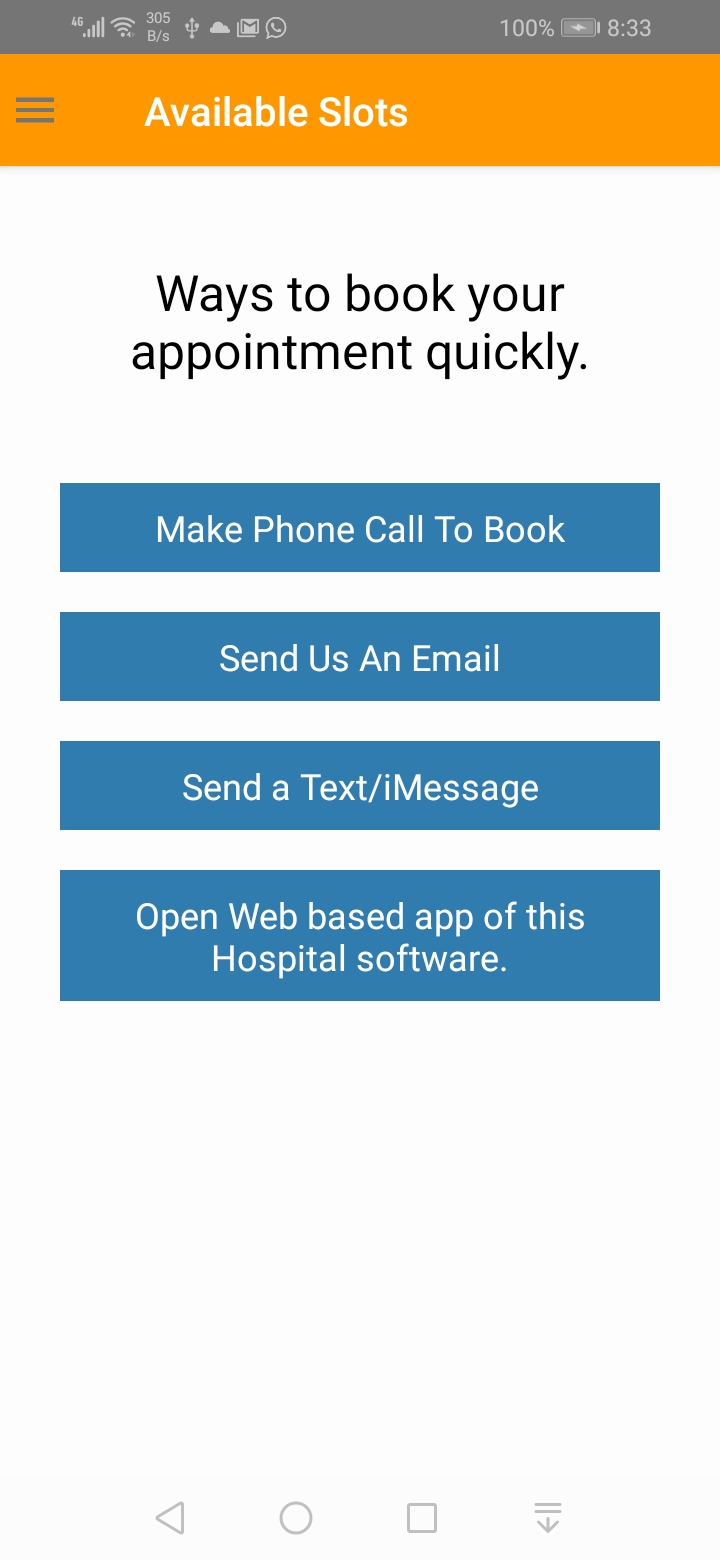 4G 305 B/s 100% 8:33
Available Slots
Ways to book your
appointment quickly.
Make Phone Call To Book
Send Us An Email
Send a Text/iMessage
Open Web based app of this
Hospital software.